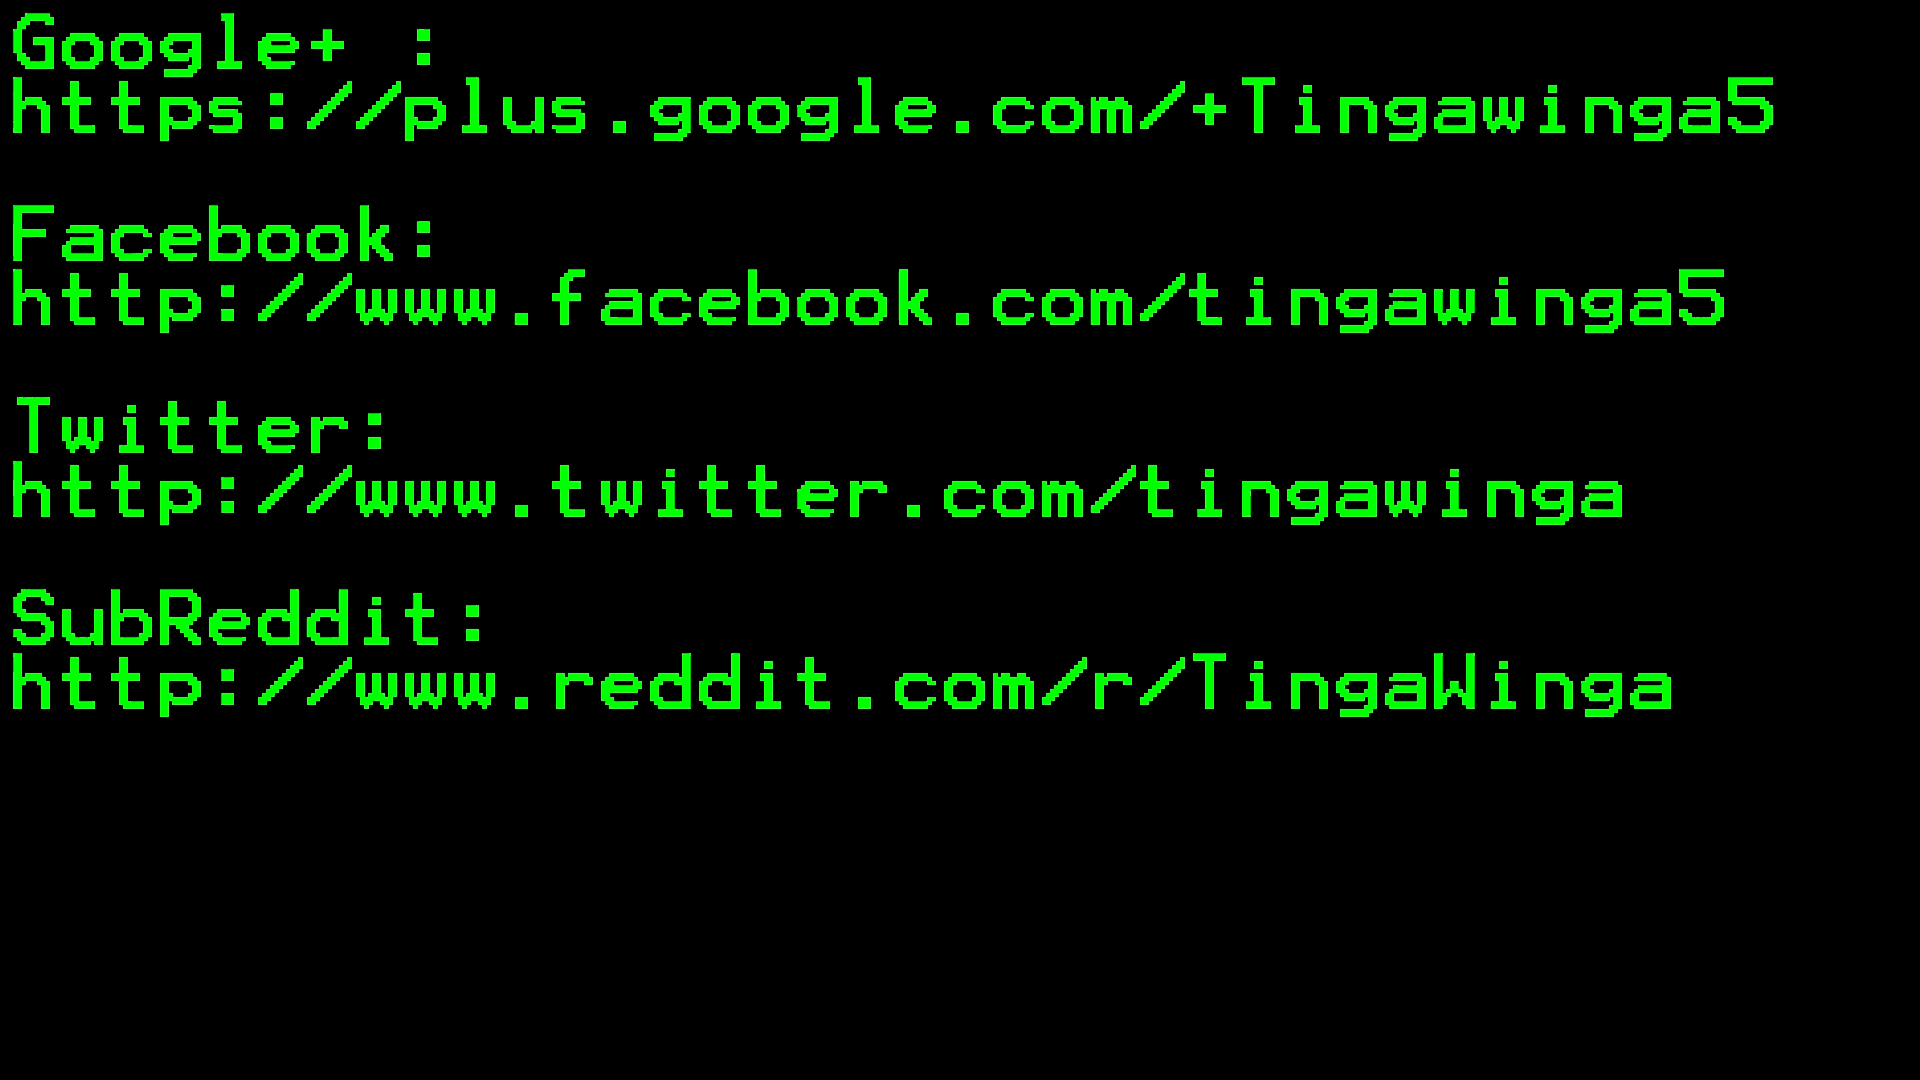 Google+ :
https://plus.google.com/+Tingawinga5
Facebook:
http://www.facebook.com/tingawinga5
Twitter:
http://www.twitter.com/tingawinga
SubReddit:
http://www.reddit.com/r/TingaWinga